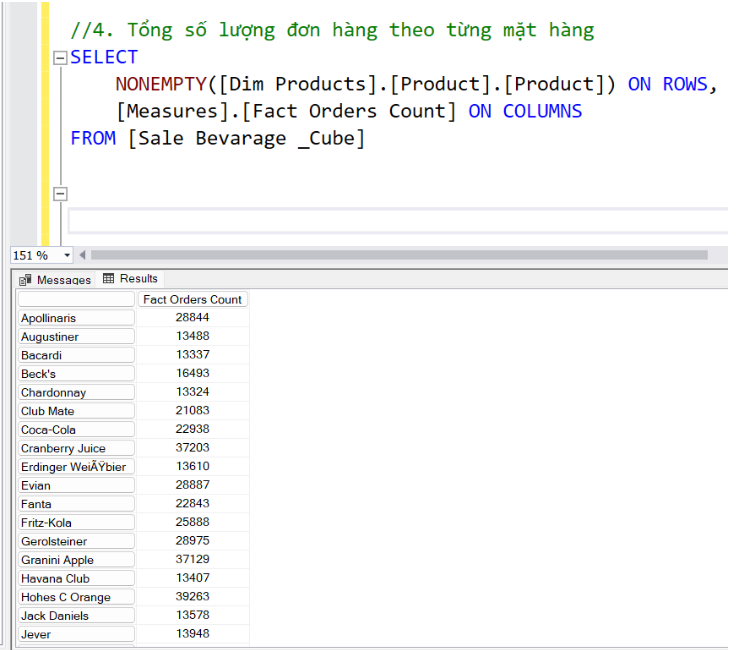 //4. Tổng số lượng đơn hàng theo từng mặt hàng
SELECT
NONEMPTY([Dim Products].[Product].[Product]) ON ROWS,
[Measures].[Fact Orders Count] ON COLUMNS
FROM [Sale Bevarage _Cube]
151 %
Messages Results
Fact Orders Count
Apollinaris 28844
Augustiner 13488
Bacardi 13337
Beck's 16493
Chardonnay 13324
Club Mate 21083
Coca-Cola 22938
Cranberry Juice 37203
Erdinger WeiÃŸbier 13610
Evian 28887
Fanta 22843
Fritz-Kola 25888
Gerolsteiner 28975
Granini Apple 37129
Havana Club 13407
Hohes C Orange 39263
Jack Daniels 13578
Jever 13948